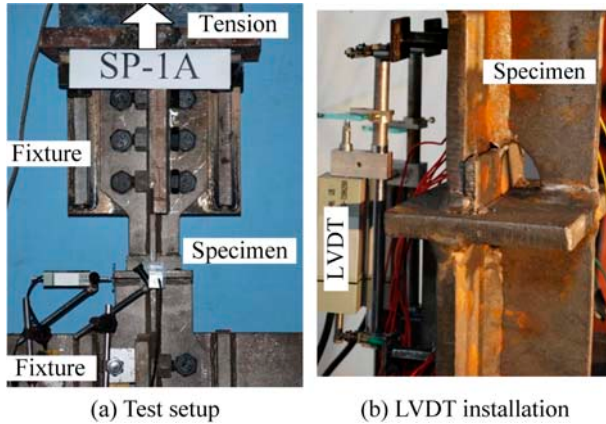 Tension
SP-1A
Fixture
Specimen
Fixture
(a) Test setup
Specimen
LVDT
(b) LVDT installation